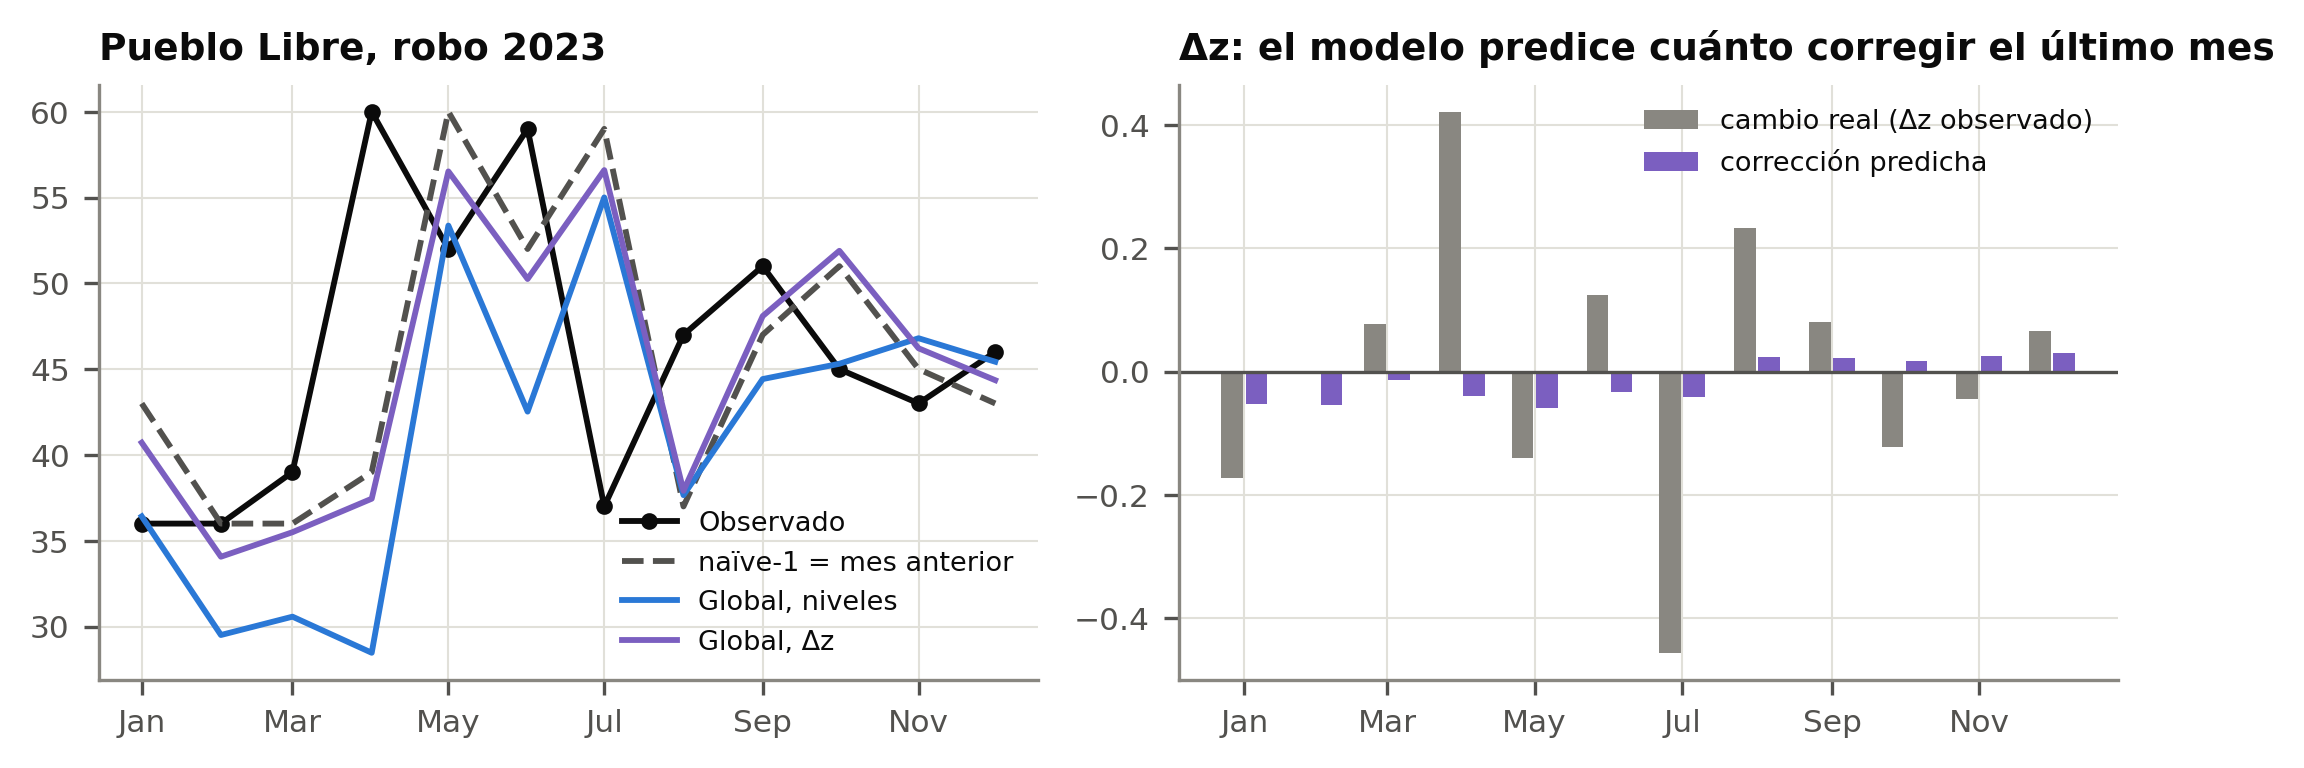 Pueblo Libre, robo 2023
60
55
50
45
40
35
30
Jan Mar May Jul Sep Nov
Observado
naïve-1 = mes anterior
Global, niveles
Global, Δz
Δz: el modelo predice cuánto corregir el último mes
0.4
0.2
0.0
−0.2
−0.4
Jan Mar May Jul Sep Nov
cambio real (Δz observado)
corrección predicha